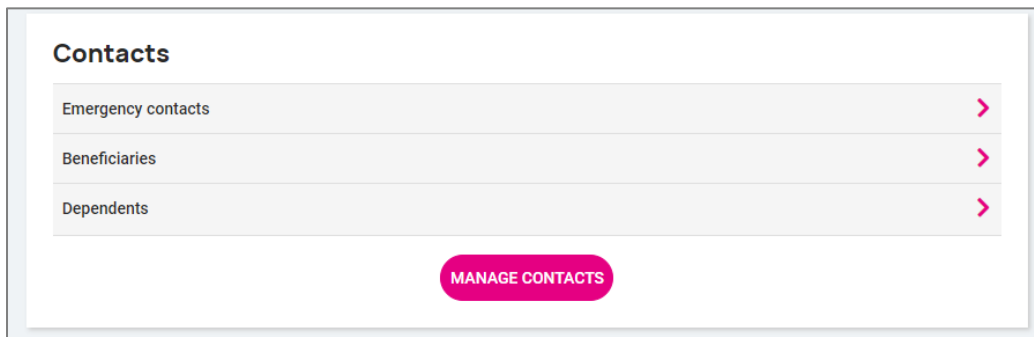 Contacts
Emergency contacts
Beneficiaries
Dependents
MANAGE CONTACTS